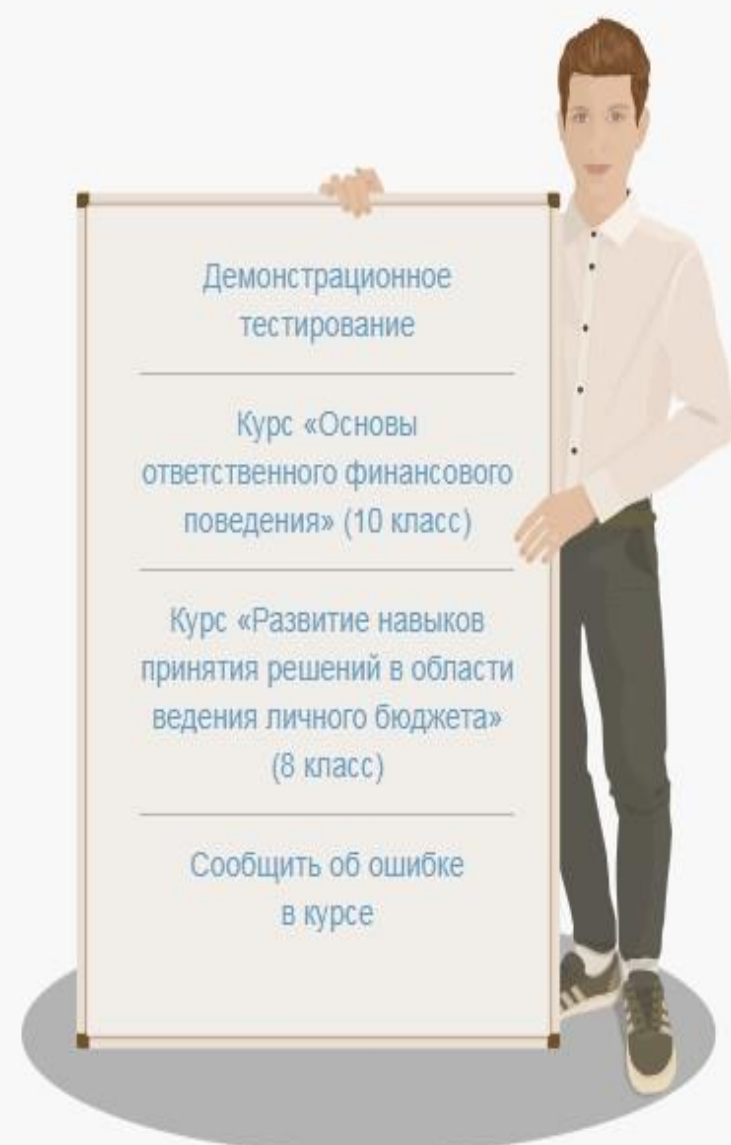 Демонстрационное
тестирование
Курс «Основы
ответственного финансового
поведения» (10 класс)
Курс «Развитие навыков
принятия решений в области
ведения личного бюджета»
(8 класс)
Сообщить об ошибке
в курсе